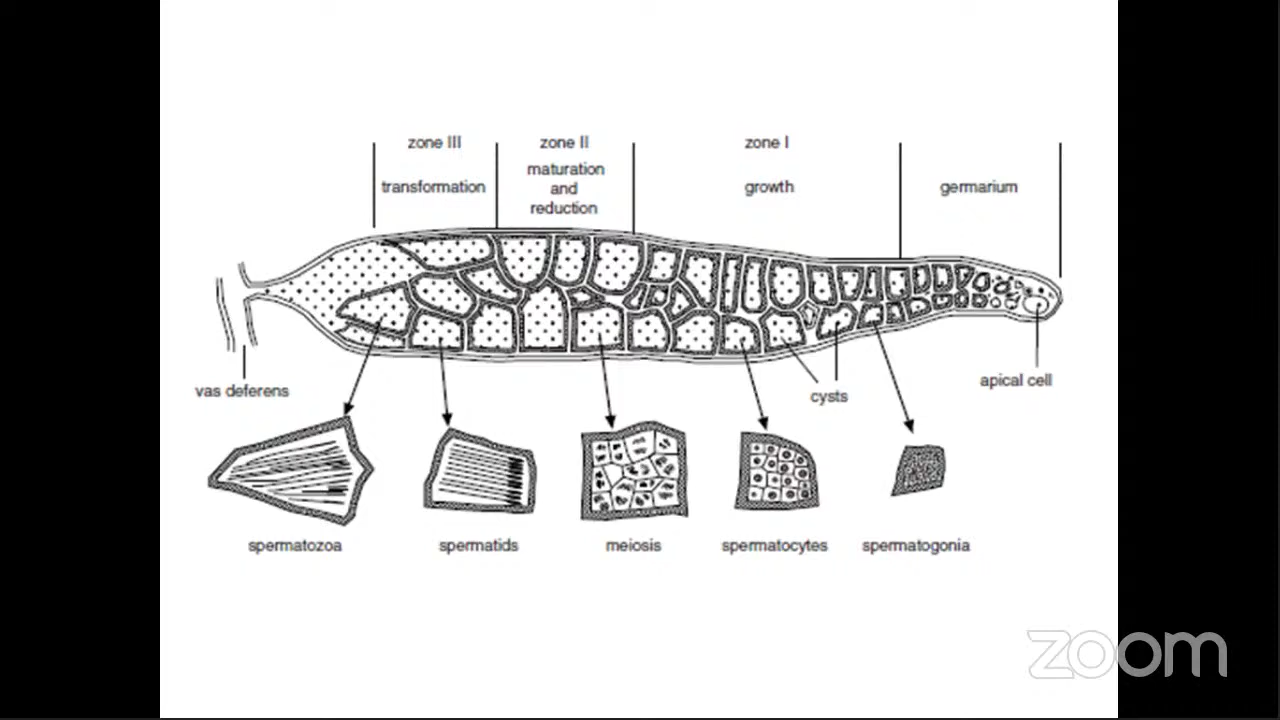 zone III
zone II
zone I
transformation
maturation
and
reduction
growth
germarium
vas deferens
cysts
apical cell
spermatozoa
spermatids
meiosis
spermatocytes
spermatogonia
zoom